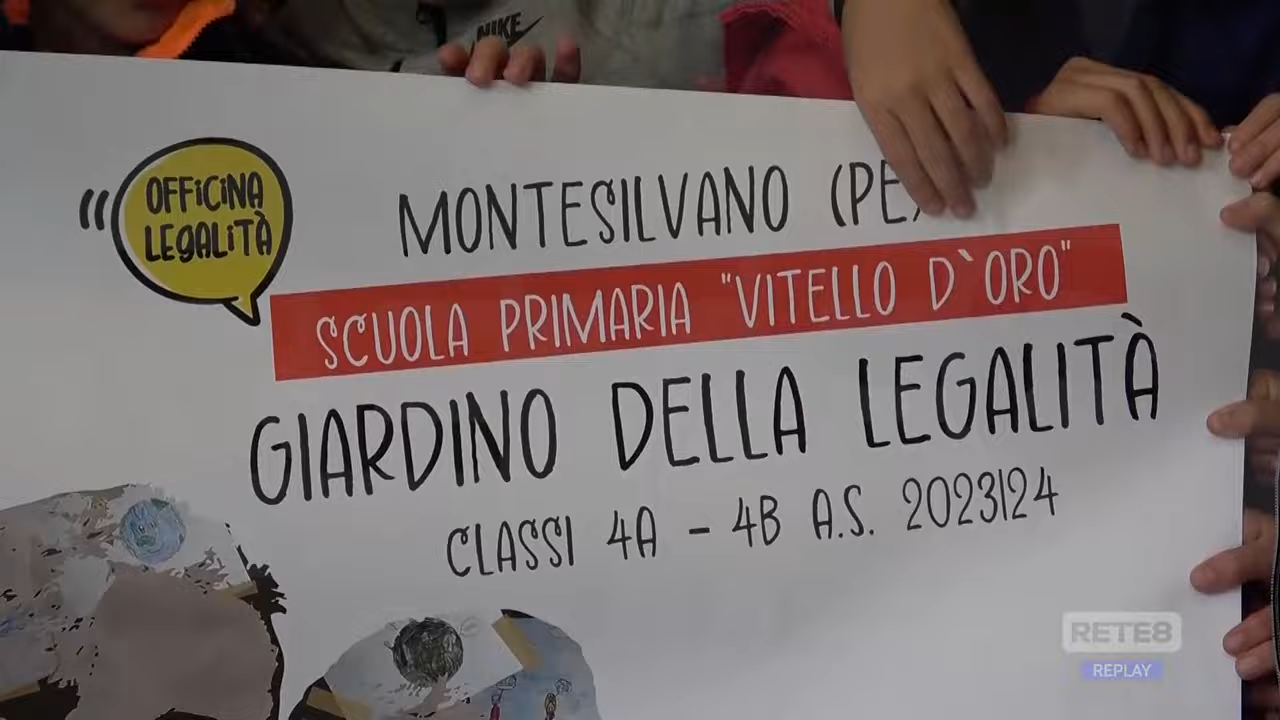 NIKE
OFFICINA
LEGALITÀ
MONTESILVANO (PE)
SCUOLA PRIMARIA "VITELLO D`ORO"
GIARDINO DELLA LEGALITÀ
CLASSI 4A - 4B A.S. 2023|24
RETE8
REPLAY